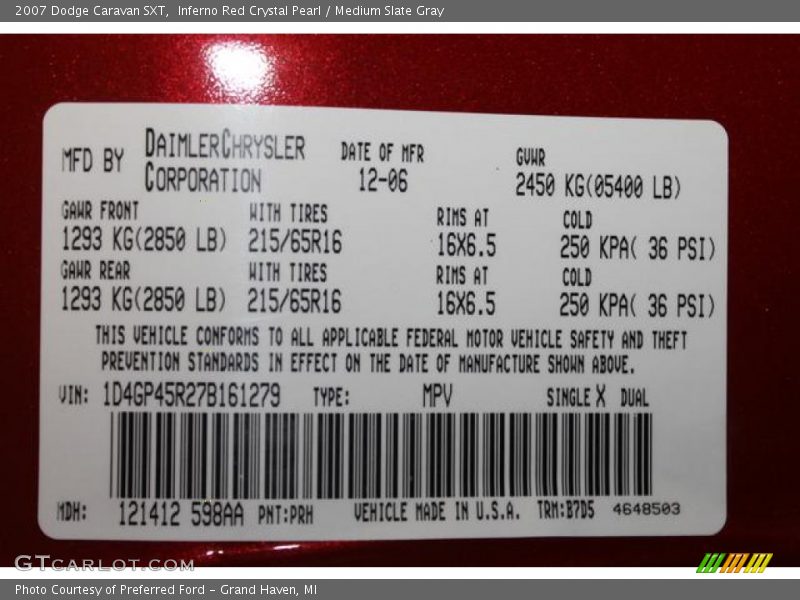 2007 Dodge Caravan SXT, Inferno Red Crystal Pearl / Medium Slate Gray
MFD BY DAIMLERCHRYSLER CORPORATION DATE OF MFR 12-06 GVWR 2450 KG(05400 LB)
GAWR FRONT WITH TIRES RIMS AT COLD
1293 KG(2850 LB) 215/65R16 16X6.5 250 KPA( 36 PSI)
GAWR REAR WITH TIRES RIMS AT COLD
1293 KG(2850 LB) 215/65R16 16X6.5 250 KPA( 36 PSI)
THIS VEHICLE CONFORMS TO ALL APPLICABLE FEDERAL MOTOR VEHICLE SAFETY AND THEFT
PREVENTION STANDARDS IN EFFECT ON THE DATE OF MANUFACTURE SHOWN ABOVE.
VIN: 1D4GP45R27B161279 TYPE: MPV SINGLE X DUAL
MDH: 121412 598AA PNT:PRH VEHICLE MADE IN U.S.A. TRM:B7D5 4648503
GTCarLot.com
Photo Courtesy of Preferred Ford - Grand Haven, MI